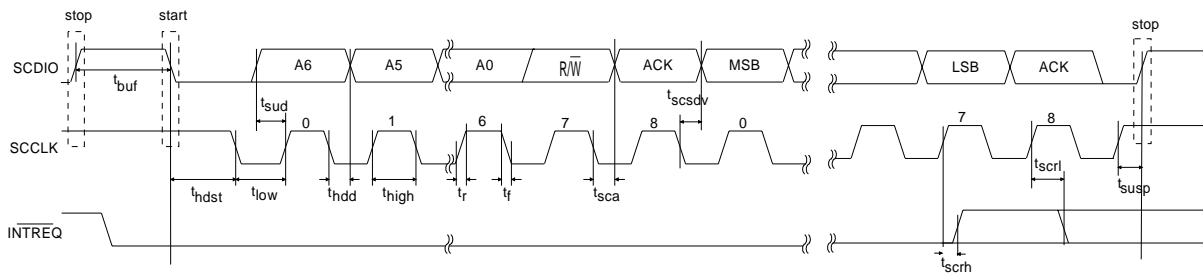 stop start stop
SCDIO A6 A5 A0 R/W ACK MSB LSB ACK
tbuf tsud tscsdv
0 1 6 7 8 0 7 8
SCCLK
thdst tlow thdd thigh tr tf tsca tscrl tsusp
INTREQ
tscrh